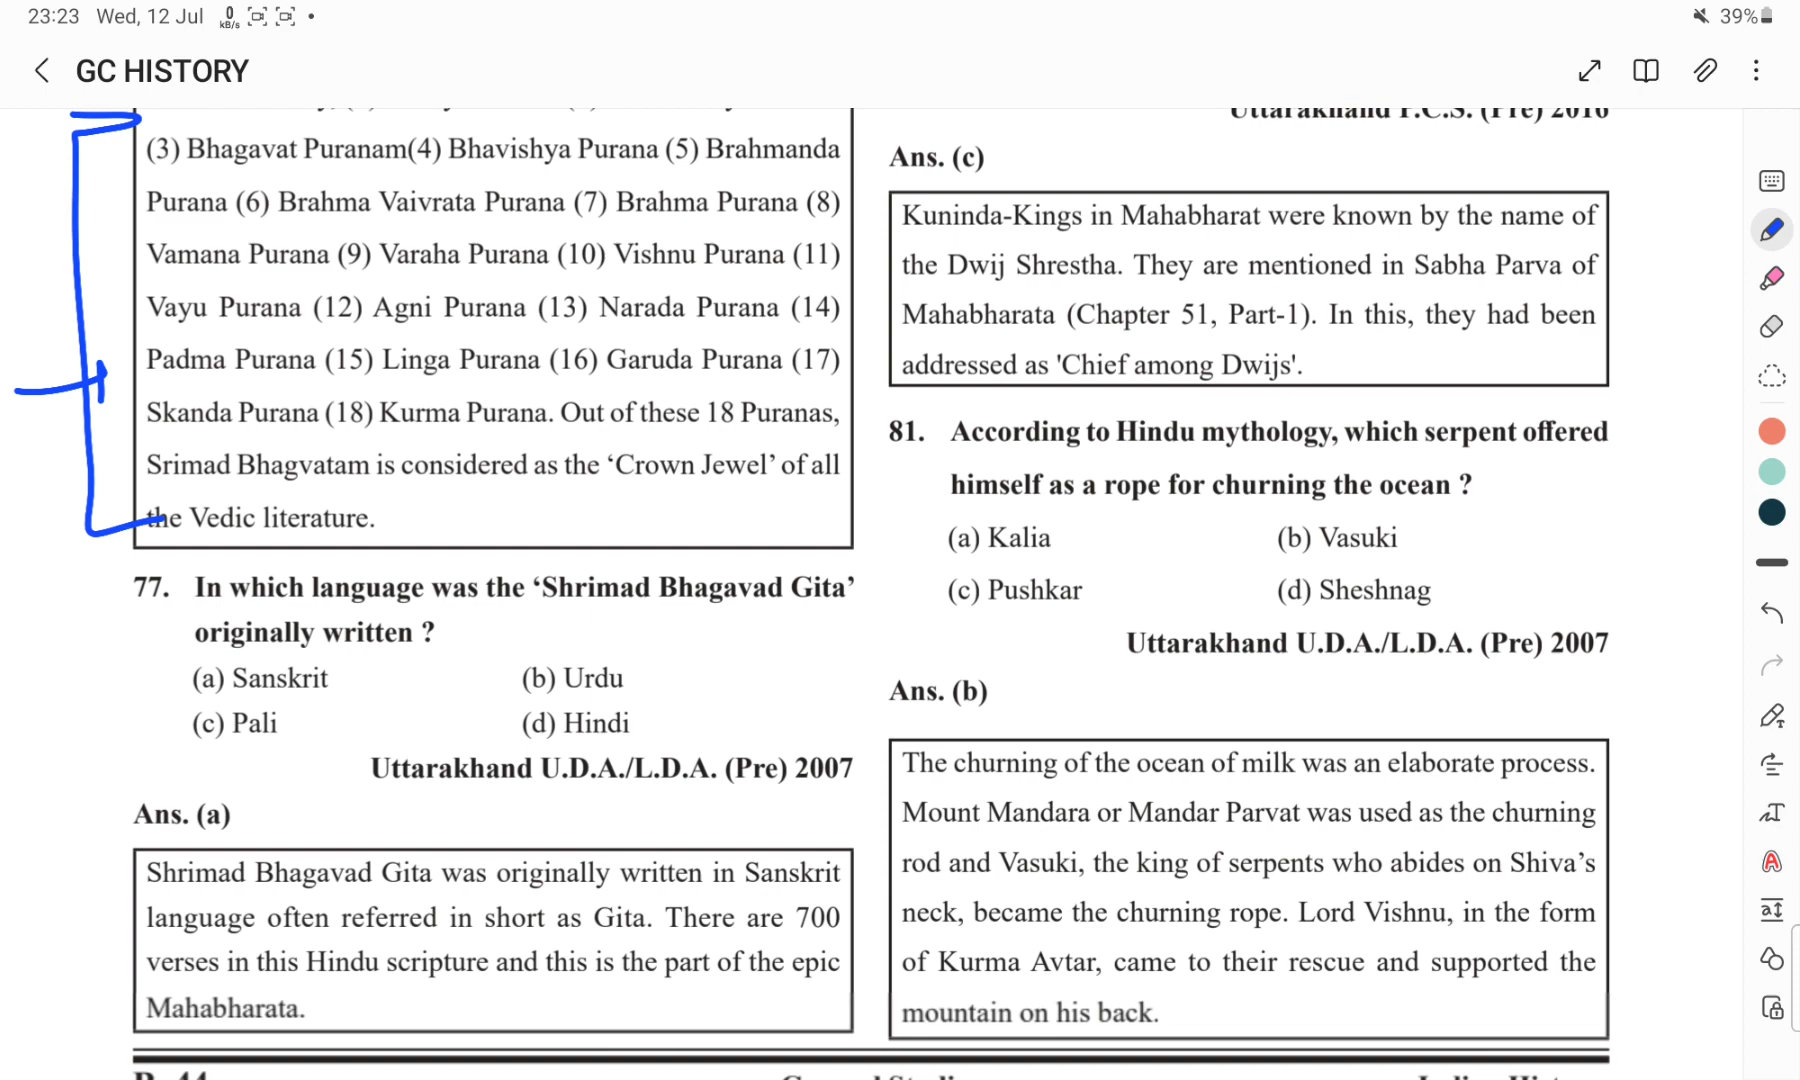 23:23 Wed, 12 Jul 0 kB/s 39%
GC HISTORY
(3) Bhagavat Puranam(4) Bhavishya Purana (5) Brahmanda
Purana (6) Brahma Vaivrata Purana (7) Brahma Purana (8)
Vamana Purana (9) Varaha Purana (10) Vishnu Purana (11)
Vayu Purana (12) Agni Purana (13) Narada Purana (14)
Padma Purana (15) Linga Purana (16) Garuda Purana (17)
Skanda Purana (18) Kurma Purana. Out of these 18 Puranas,
Srimad Bhagvatam is considered as the ‘Crown Jewel’ of all
the Vedic literature.
77. In which language was the ‘Shrimad Bhagavad Gita’
originally written ?
(a) Sanskrit (b) Urdu
(c) Pali (d) Hindi
Uttarakhand U.D.A./L.D.A. (Pre) 2007
Ans. (a)
Shrimad Bhagavad Gita was originally written in Sanskrit
language often referred in short as Gita. There are 700
verses in this Hindu scripture and this is the part of the epic
Mahabharata.
Uttarakhand P.C.S. (Pre) 2016
Ans. (c)
Kuninda-Kings in Mahabharat were known by the name of
the Dwij Shrestha. They are mentioned in Sabha Parva of
Mahabharata (Chapter 51, Part-1). In this, they had been
addressed as 'Chief among Dwijs'.
81. According to Hindu mythology, which serpent offered
himself as a rope for churning the ocean ?
(a) Kalia (b) Vasuki
(c) Pushkar (d) Sheshnag
Uttarakhand U.D.A./L.D.A. (Pre) 2007
Ans. (b)
The churning of the ocean of milk was an elaborate process.
Mount Mandara or Mandar Parvat was used as the churning
rod and Vasuki, the king of serpents who abides on Shiva’s
neck, became the churning rope. Lord Vishnu, in the form
of Kurma Avtar, came to their rescue and supported the
mountain on his back.